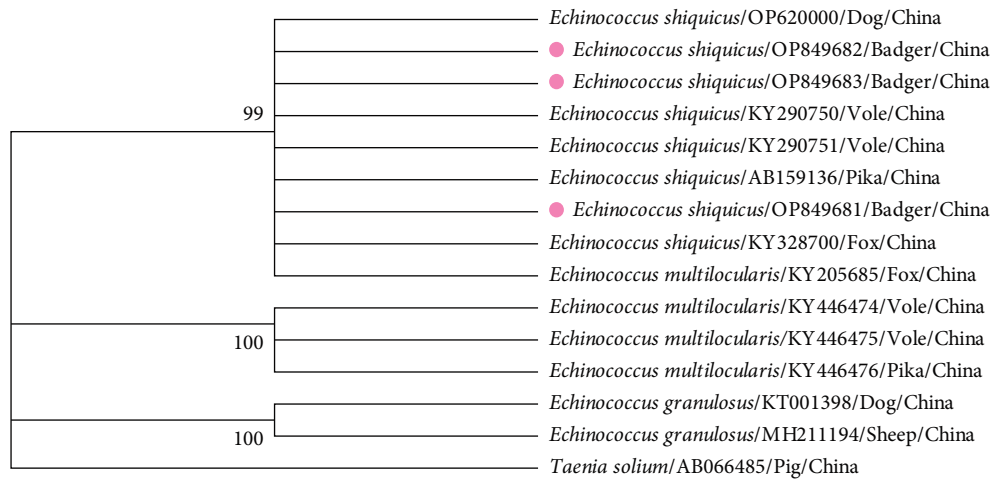 Echinococcus shiquicus/OP620000/Dog/China
Echinococcus shiquicus/OP849682/Badger/China
Echinococcus shiquicus/OP849683/Badger/China
99
Echinococcus shiquicus/KY290750/Vole/China
Echinococcus shiquicus/KY290751/Vole/China
Echinococcus shiquicus/AB159136/Pika/China
Echinococcus shiquicus/OP849681/Badger/China
Echinococcus shiquicus/KY328700/Fox/China
Echinococcus multilocularis/KY205685/Fox/China
Echinococcus multilocularis/KY446474/Vole/China
100
Echinococcus multilocularis/KY446475/Vole/China
Echinococcus multilocularis/KY446476/Pika/China
Echinococcus granulosus/KT001398/Dog/China
100
Echinococcus granulosus/MH211194/Sheep/China
Taenia solium/AB066485/Pig/China